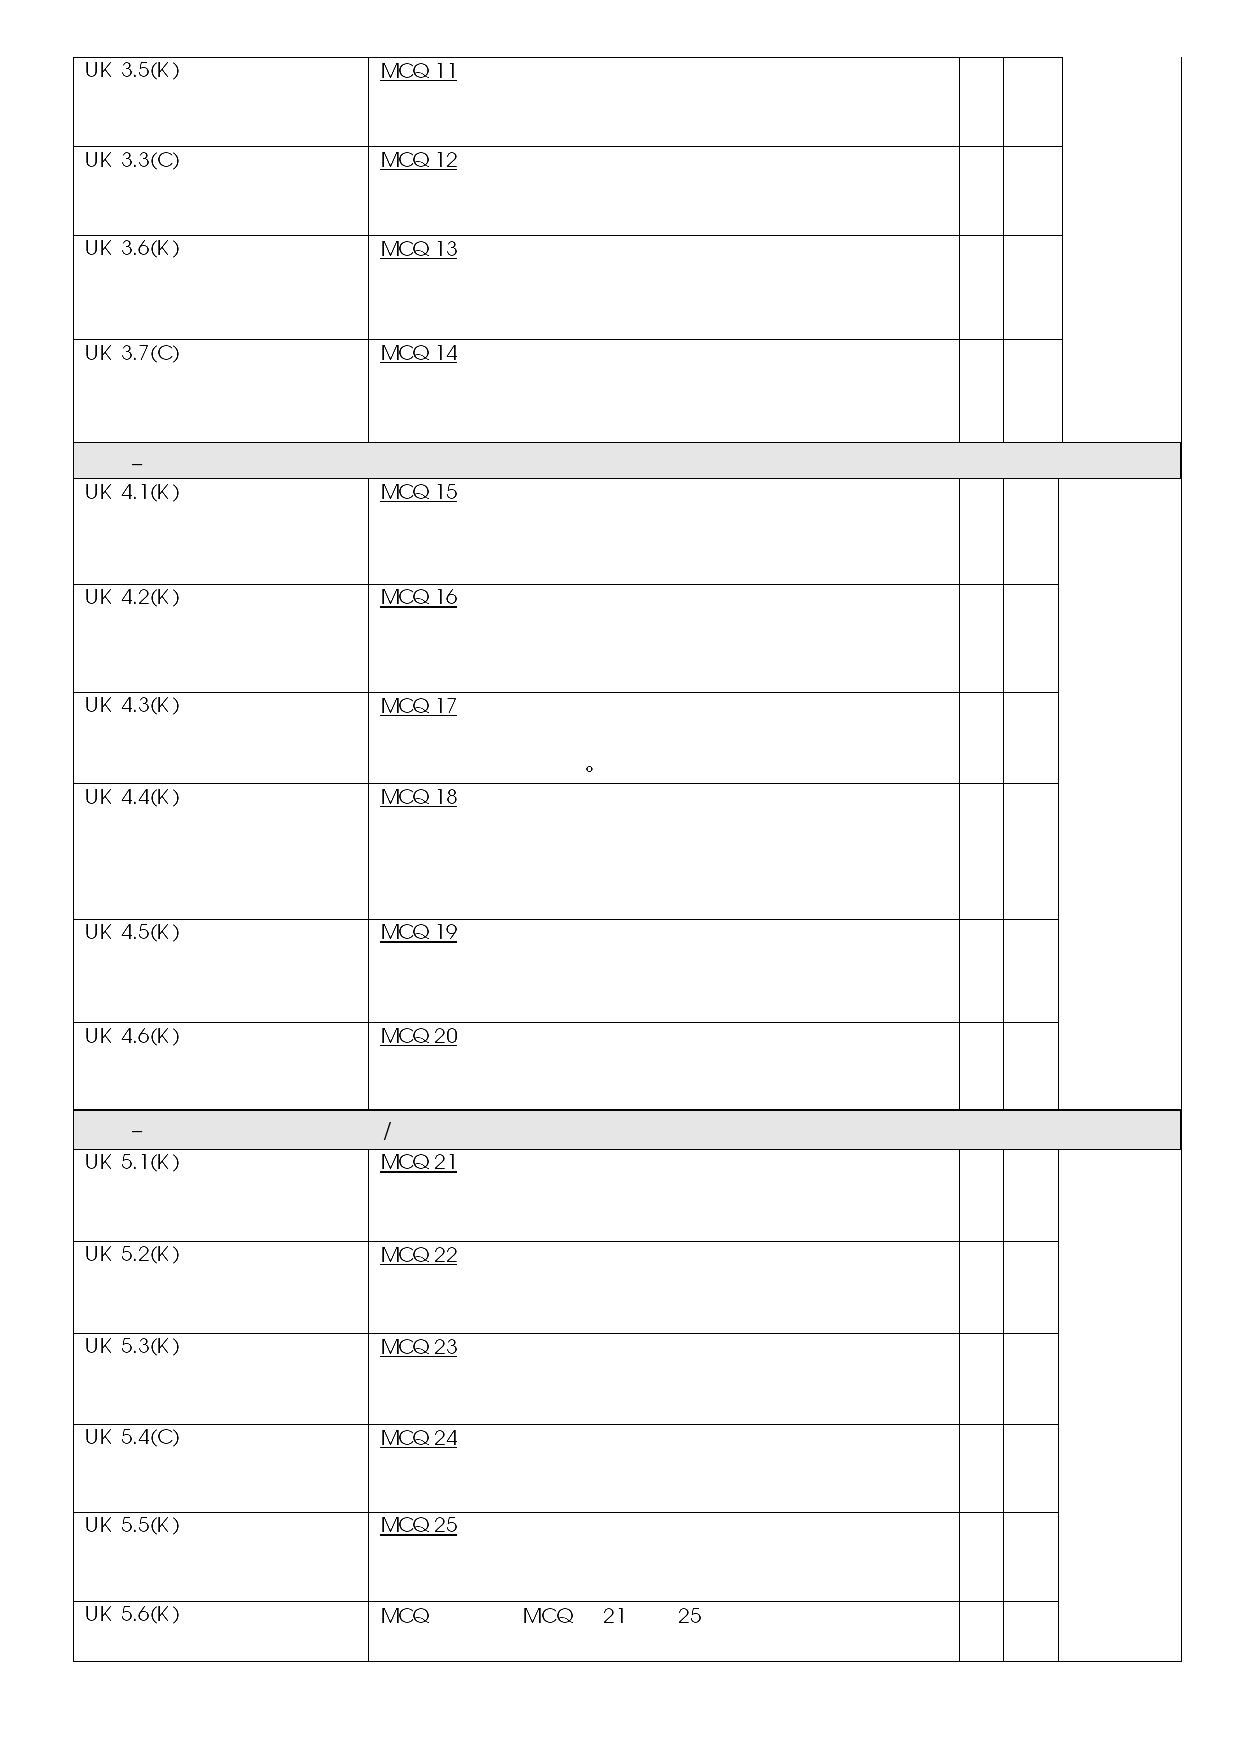 UK 3.5(K) MCQ 11
UK 3.3(C) MCQ 12
UK 3.6(K) MCQ 13
UK 3.7(C) MCQ 14
–
UK 4.1(K) MCQ 15
UK 4.2(K) MCQ 16
UK 4.3(K) MCQ 17
°
UK 4.4(K) MCQ 18
UK 4.5(K) MCQ 19
UK 4.6(K) MCQ 20
– /
UK 5.1(K) MCQ 21
UK 5.2(K) MCQ 22
UK 5.3(K) MCQ 23
UK 5.4(C) MCQ 24
UK 5.5(K) MCQ 25
UK 5.6(K) MCQ MCQ 21 25